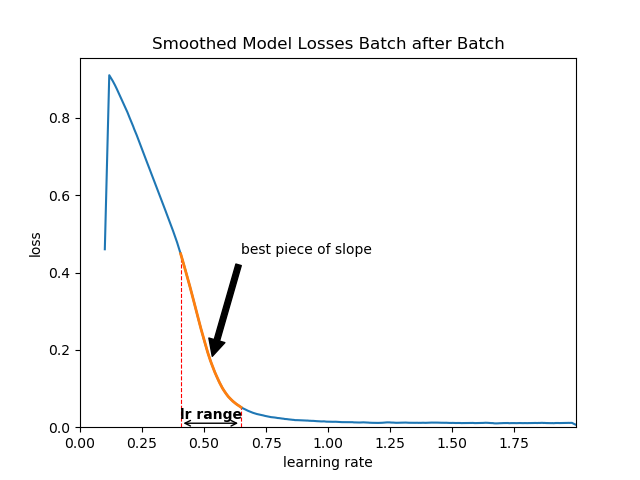 Smoothed Model Losses Batch after Batch
0.8
0.6
0.4
0.2
0.0
loss
best piece of slope
lr range
0.00 0.25 0.50 0.75 1.00 1.25 1.50 1.75
learning rate